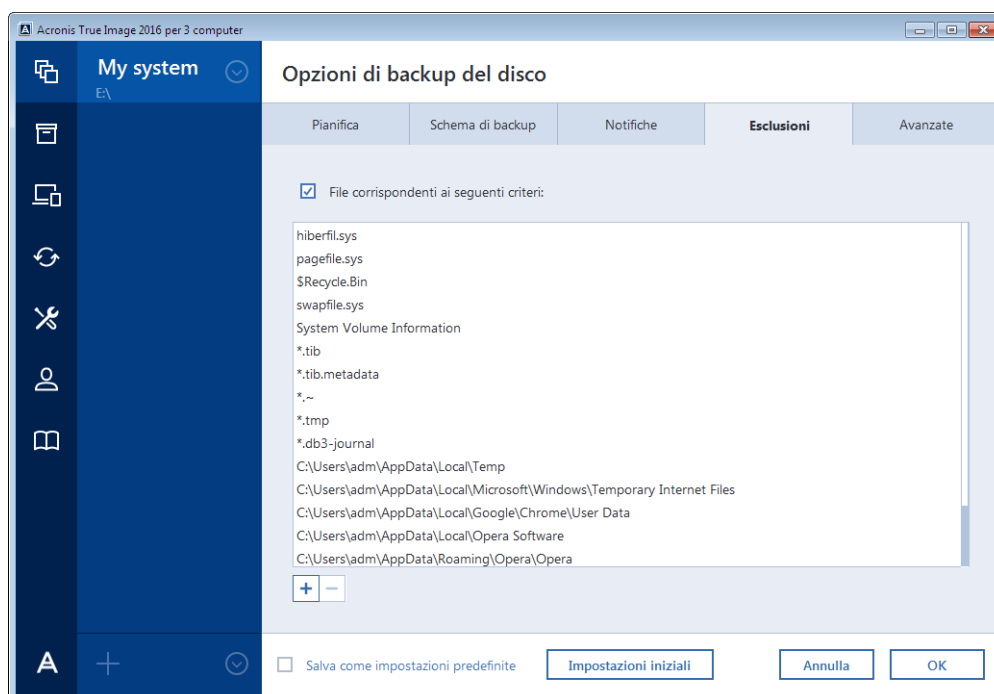 Acronis True Image 2016 per 3 computer
My system
E:\
Opzioni di backup del disco
Pianifica
Schema di backup
Notifiche
Esclusioni
Avanzate
File corrispondenti ai seguenti criteri:
hiberfil.sys
pagefile.sys
$Recycle.Bin
swapfile.sys
System Volume Information
*.tib
*.tib.metadata
*.~
*.tmp
*.db3-journal
C:\Users\adm\AppData\Local\Temp
C:\Users\adm\AppData\Local\Microsoft\Windows\Temporary Internet Files
C:\Users\adm\AppData\Local\Google\Chrome\User Data
C:\Users\adm\AppData\Local\Opera Software
C:\Users\adm\AppData\Roaming\Opera\Opera
Salva come impostazioni predefinite
Impostazioni iniziali
Annulla
OK